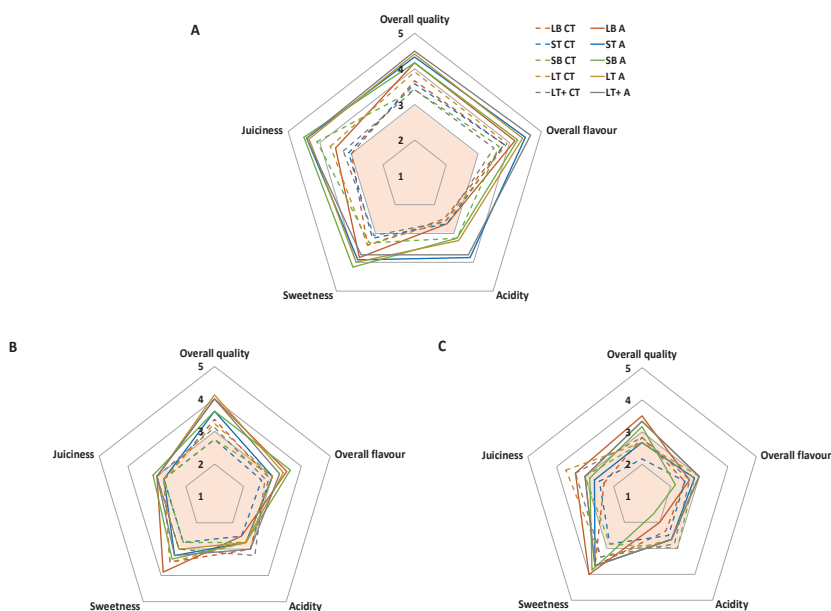 A
Overall quality
5
4
3
2
1
Juiciness
Overall flavour
Sweetness
Acidity
LB CT LB A
ST CT ST A
SB CT SB A
LT CT LT A
LT+ CT LT+ A
B
Overall quality
5
4
3
2
1
Juiciness
Overall flavour
Sweetness
Acidity
C
Overall quality
5
4
3
2
1
Juiciness
Overall flavour
Sweetness
Acidity